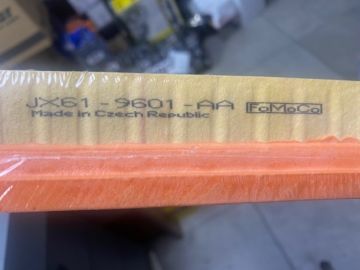 JX61-9601-AA FoMoCo
Made in Czech Republic